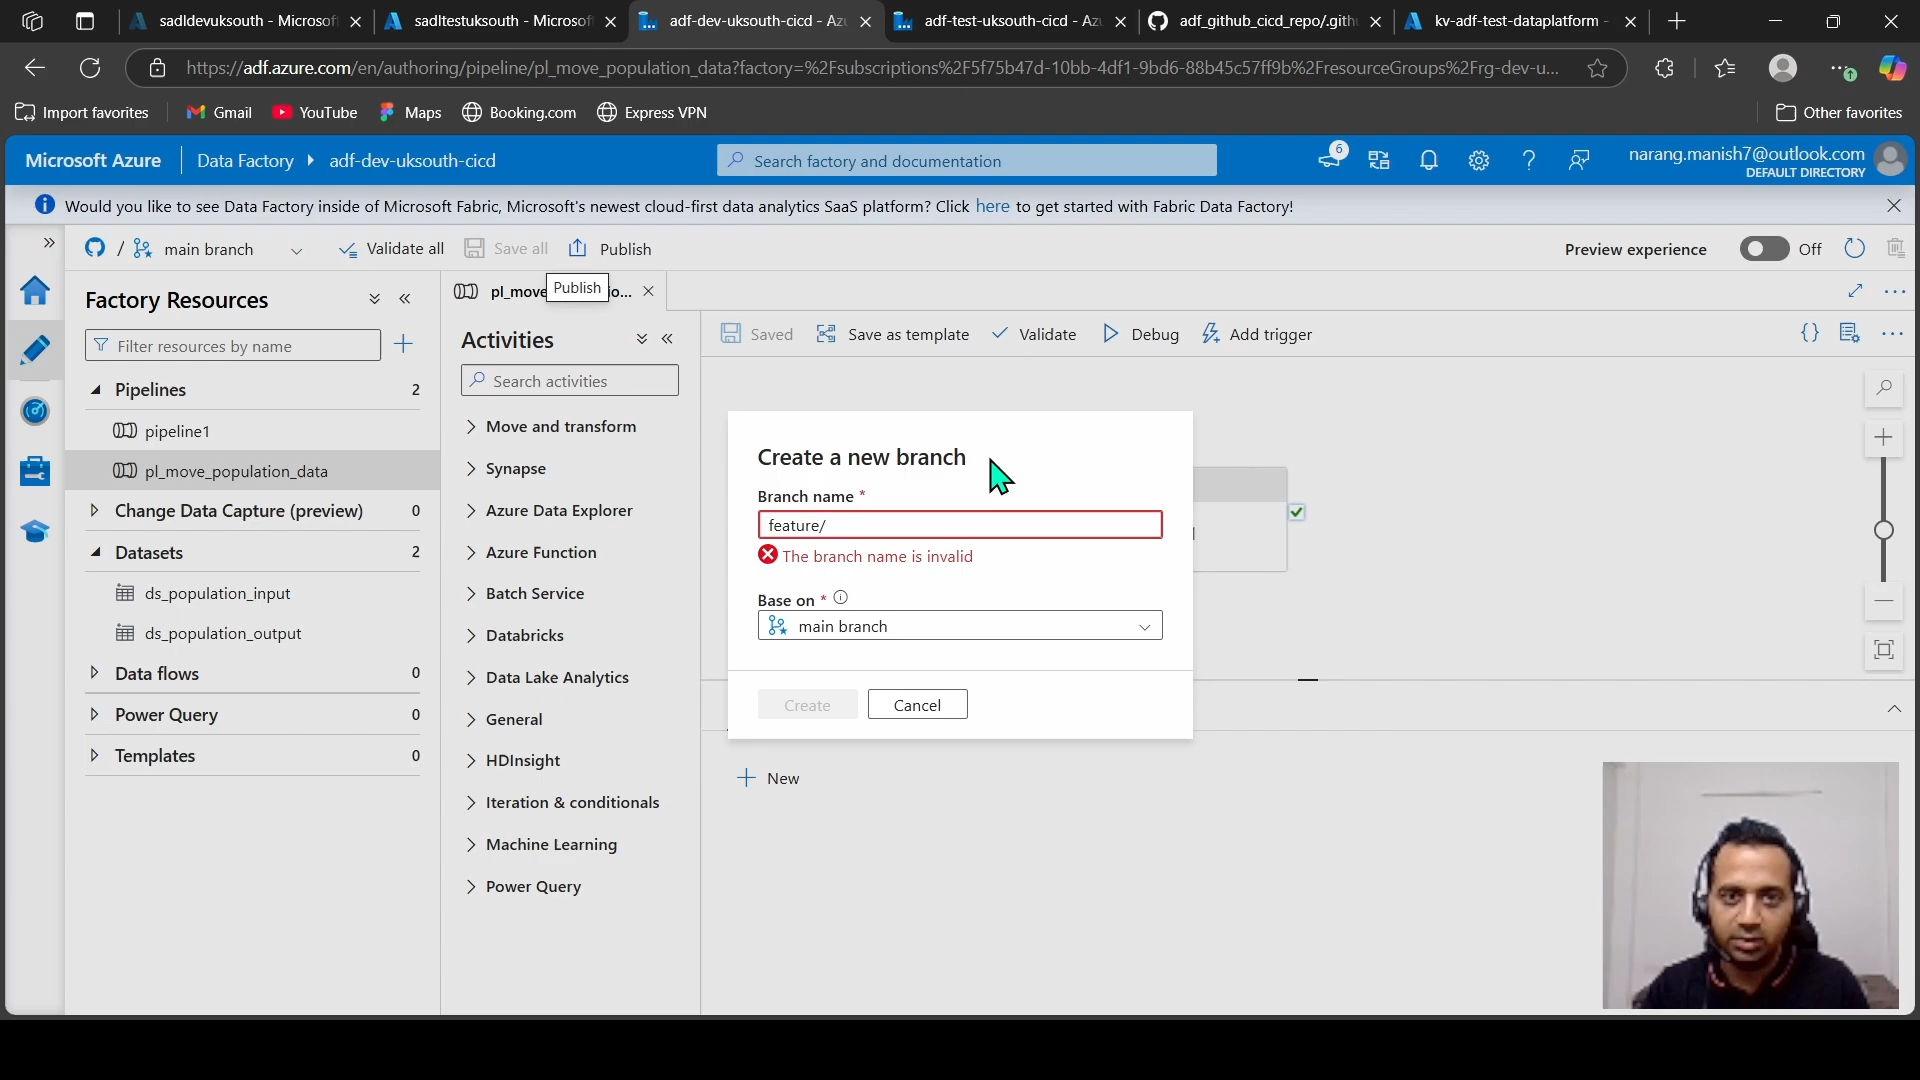 sadldevuksouth - Microsof
sadltestuksouth - Microsof
adf-dev-uksouth-cicd - Az
adf-test-uksouth-cicd - Az
adf_github_cicd_repo/.gith
kv-adf-test-dataplatform -
https://adf.azure.com/en/authoring/pipeline/pl_move_population_data?factory=%2Fsubscriptions%2F5f75b47d-10bb-4df1-9bd6-88b45c57ff9b%2FresourceGroups%2Frg-dev-u...
Import favorites
Gmail
YouTube
Maps
Booking.com
Express VPN
Other favorites
Microsoft Azure
Data Factory
adf-dev-uksouth-cicd
Search factory and documentation
6
narang.manish7@outlook.com
DEFAULT DIRECTORY
Would you like to see Data Factory inside of Microsoft Fabric, Microsoft's newest cloud-first data analytics SaaS platform? Click here to get started with Fabric Data Factory!
/ main branch
Validate all
Save all
Publish
Preview experience
Off
Factory Resources
Filter resources by name
Pipelines 2
pipeline1
pl_move_population_data
Change Data Capture (preview) 0
Datasets 2
ds_population_input
ds_population_output
Data flows 0
Power Query 0
Templates 0
pl_move
Publish
io...
Activities
Search activities
Move and transform
Synapse
Azure Data Explorer
Azure Function
Batch Service
Databricks
Data Lake Analytics
General
HDInsight
Iteration & conditionals
Machine Learning
Power Query
Saved
Save as template
Validate
Debug
Add trigger
Create a new branch
Branch name *
feature/
The branch name is invalid
Base on *
main branch
Create
Cancel
New